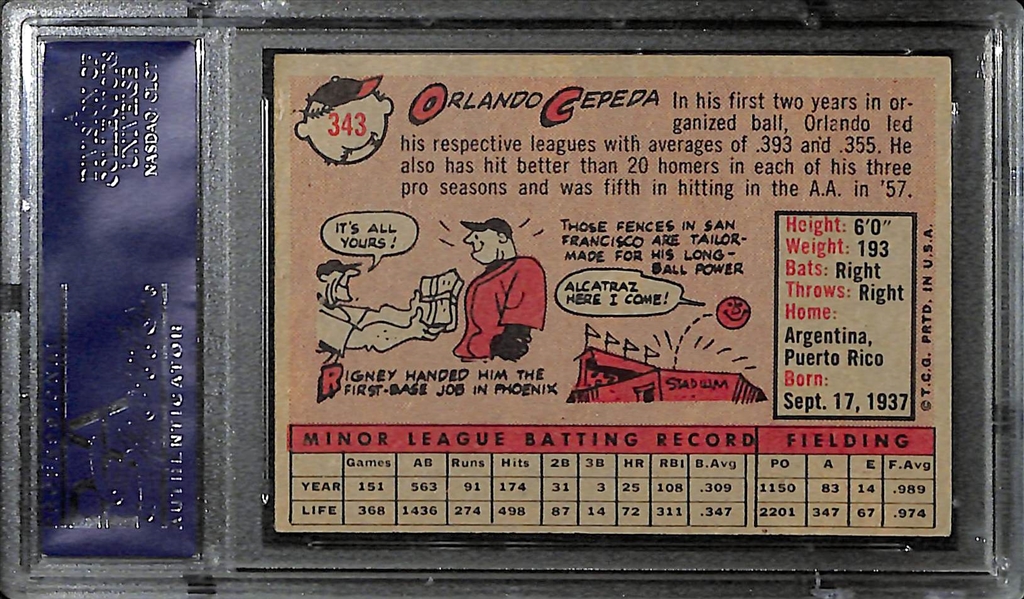 343
ORLANDO CEPEDA In his first two years in or-
ganized ball, Orlando led
his respective leagues with averages of .393 and .355. He
also has hit better than 20 homers in each of his three
pro seasons and was fifth in hitting in the A.A. in '57.
IT'S ALL
YOURS!
RIGNEY HANDED HIM THE
FIRST-BASE JOB IN PHOENIX
THOSE FENCES IN SAN
FRANCISCO ARE TAILOR-
MADE FOR HIS LONG-
BALL POWER
ALCATRAZ
HERE I COME!
STADIUM
Height: 6'0"
Weight: 193
Bats: Right
Throws: Right
Home:
Argentina,
Puerto Rico
Born:
Sept. 17, 1937
© T.C.G. PRTD. IN U.S.A.
MINOR LEAGUE BATTING RECORD FIELDING
Games AB Runs Hits 2B 3B HR RBI B.Avg PO A E F.Avg
YEAR 151 563 91 174 31 3 25 108 .309 1150 83 14 .989
LIFE 368 1436 274 498 87 14 72 311 .347 2201 347 67 .974
UNIVERSE
NASDAQ CLCT
AUTHENTICATOR